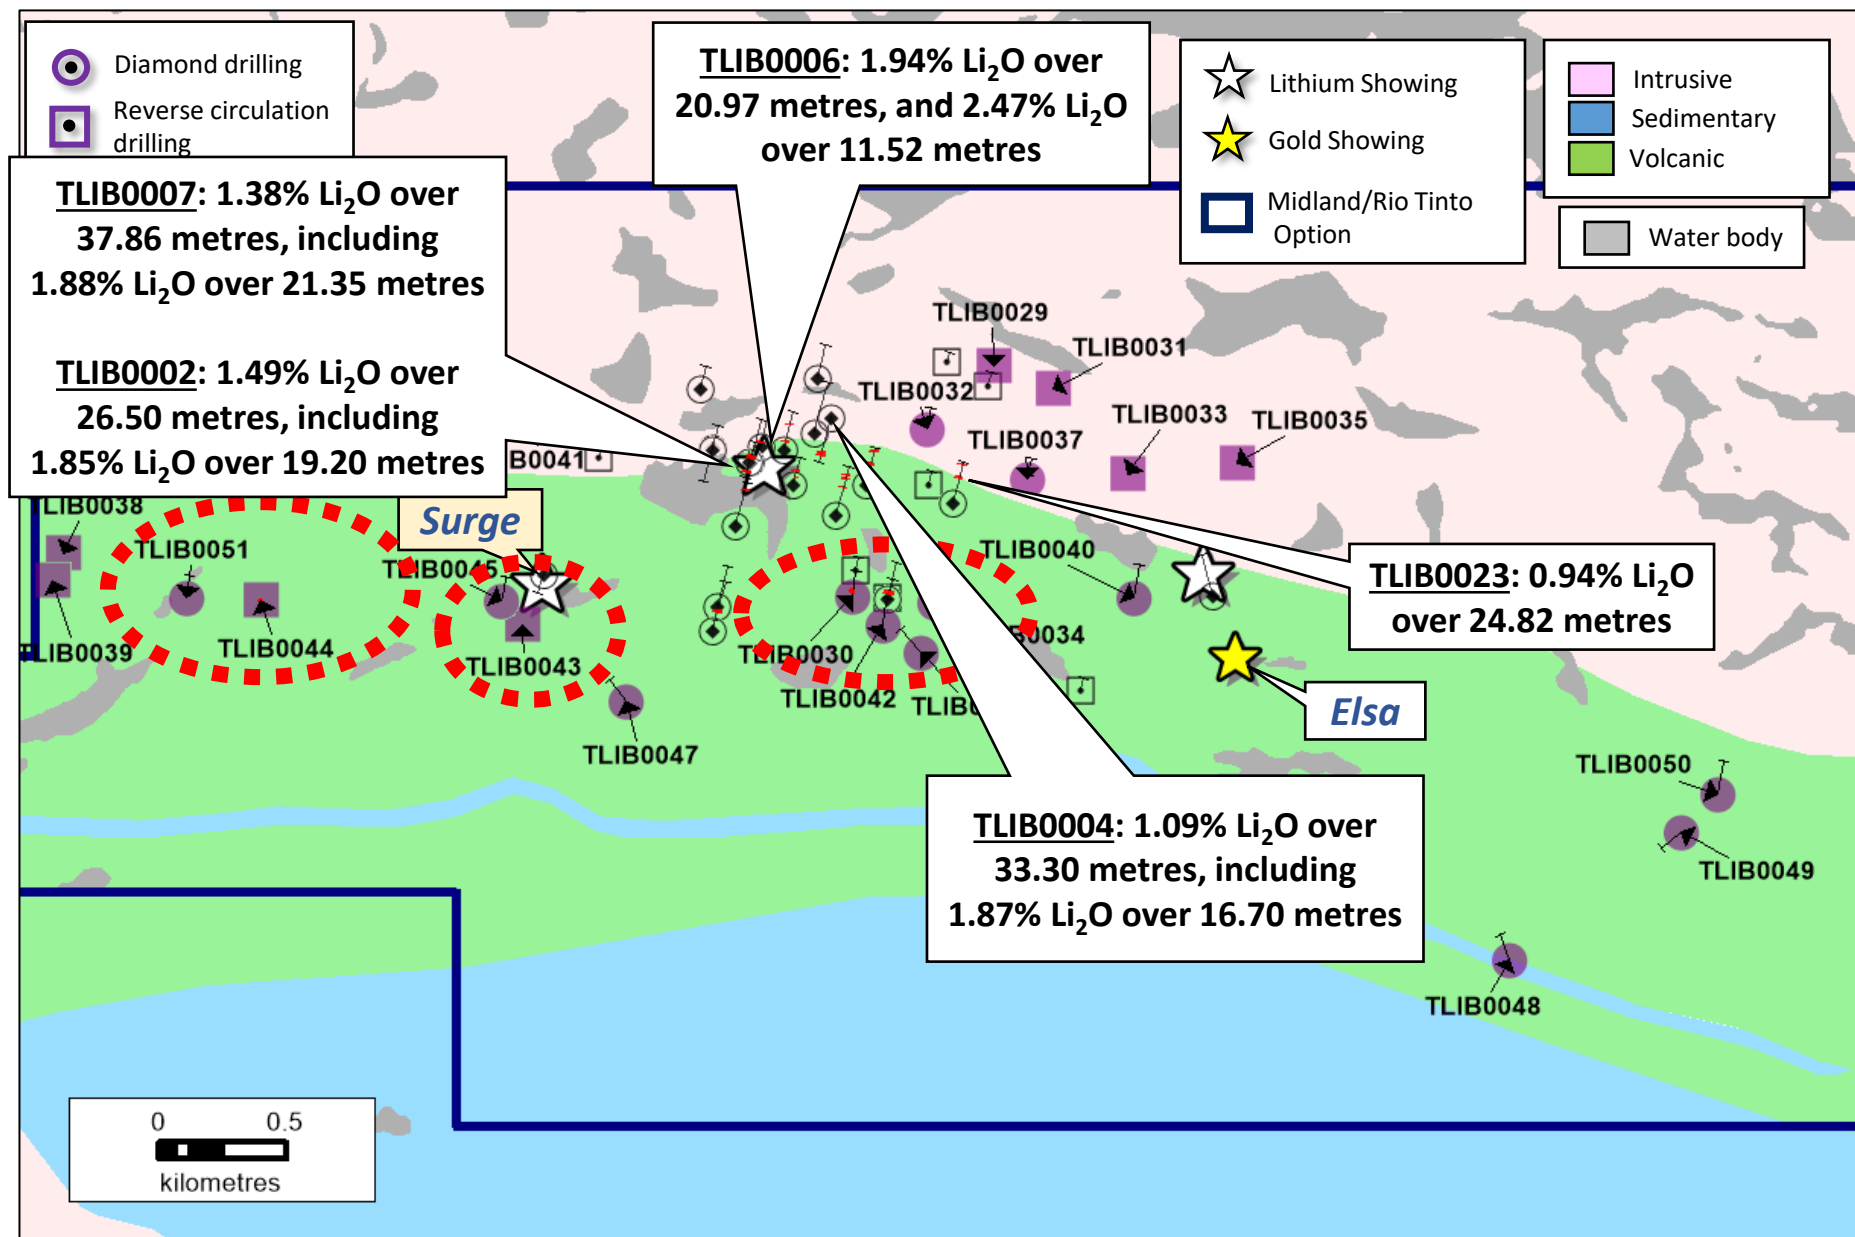 Diamond drilling
Reverse circulation
drilling
TLIB0006: 1.94% Li₂O over
20.97 metres, and 2.47% Li₂O
over 11.52 metres
Lithium Showing
Gold Showing
Midland/Rio Tinto
Option
Intrusive
Sedimentary
Volcanic
Water body
TLIB0007: 1.38% Li₂O over
37.86 metres, including
1.88% Li₂O over 21.35 metres
TLIB0002: 1.49% Li₂O over
26.50 metres, including
1.85% Li₂O over 19.20 metres
TLIB0029
TLIB0031
TLIB0032
TLIB0033
TLIB0035
TLIB0037
B0041
TLIB0038
Surge
TLIB0051
TLIB0045
TLIB0040
TLIB0023: 0.94% Li₂O
over 24.82 metres
TLIB0039
TLIB0044
TLIB0043
TLIB0030
B0034
TLIB0042
TLIB0
Elsa
TLIB0047
TLIB0050
TLIB0049
TLIB0004: 1.09% Li₂O over
33.30 metres, including
1.87% Li₂O over 16.70 metres
TLIB0048
0 0.5
kilometres